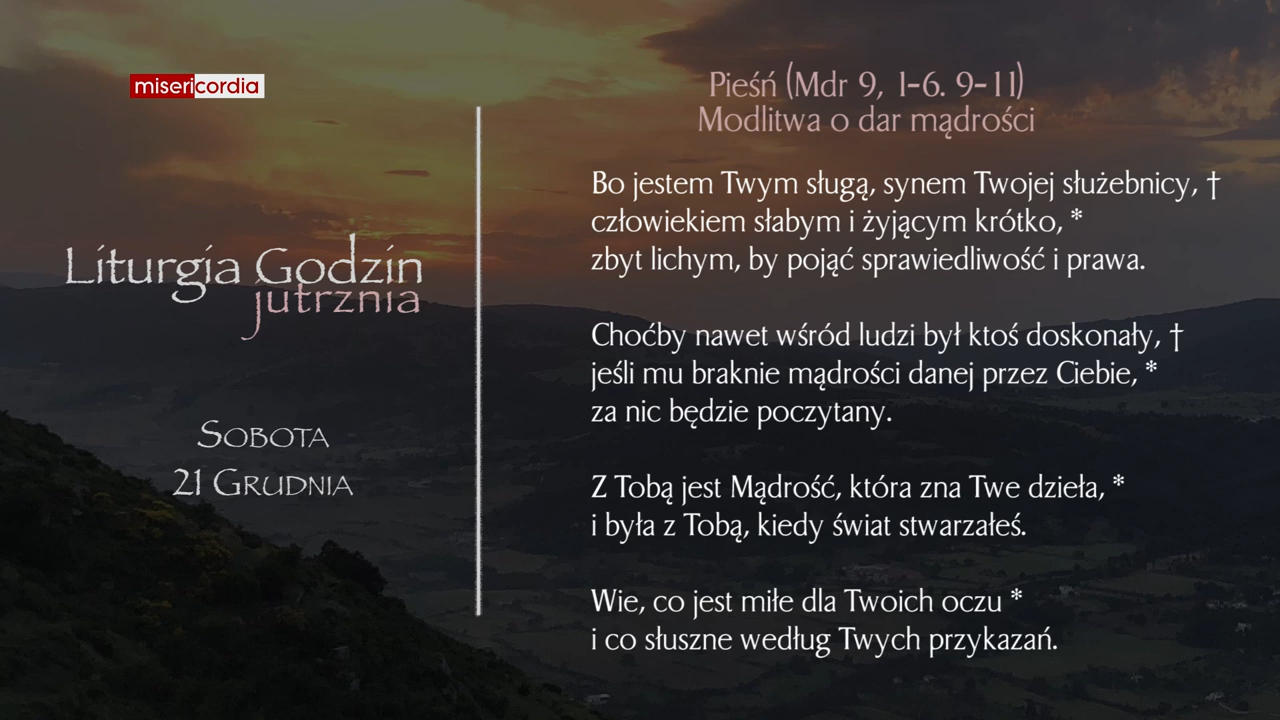 misericordia
Liturgia Godzin
jutrznia
Sobota
21 Grudnia
Pieśń (Mdr 9, 1-6. 9-11)
Modlitwa o dar mądrości
Bo jestem Twym sługą, synem Twojej służebnicy, †
człowiekiem słabym i żyjącym krótko, *
zbyt lichym, by pojąć sprawiedliwość i prawa.
Choćby nawet wśród ludzi był ktoś doskonały, †
jeśli mu braknie mądrości danej przez Ciebie, *
za nic będzie poczytany.
Z Tobą jest Mądrość, która zna Twe dzieła, *
i była z Tobą, kiedy świat stwarzałeś.
Wie, co jest miłe dla Twoich oczu *
i co słuszne według Twych przykazań.